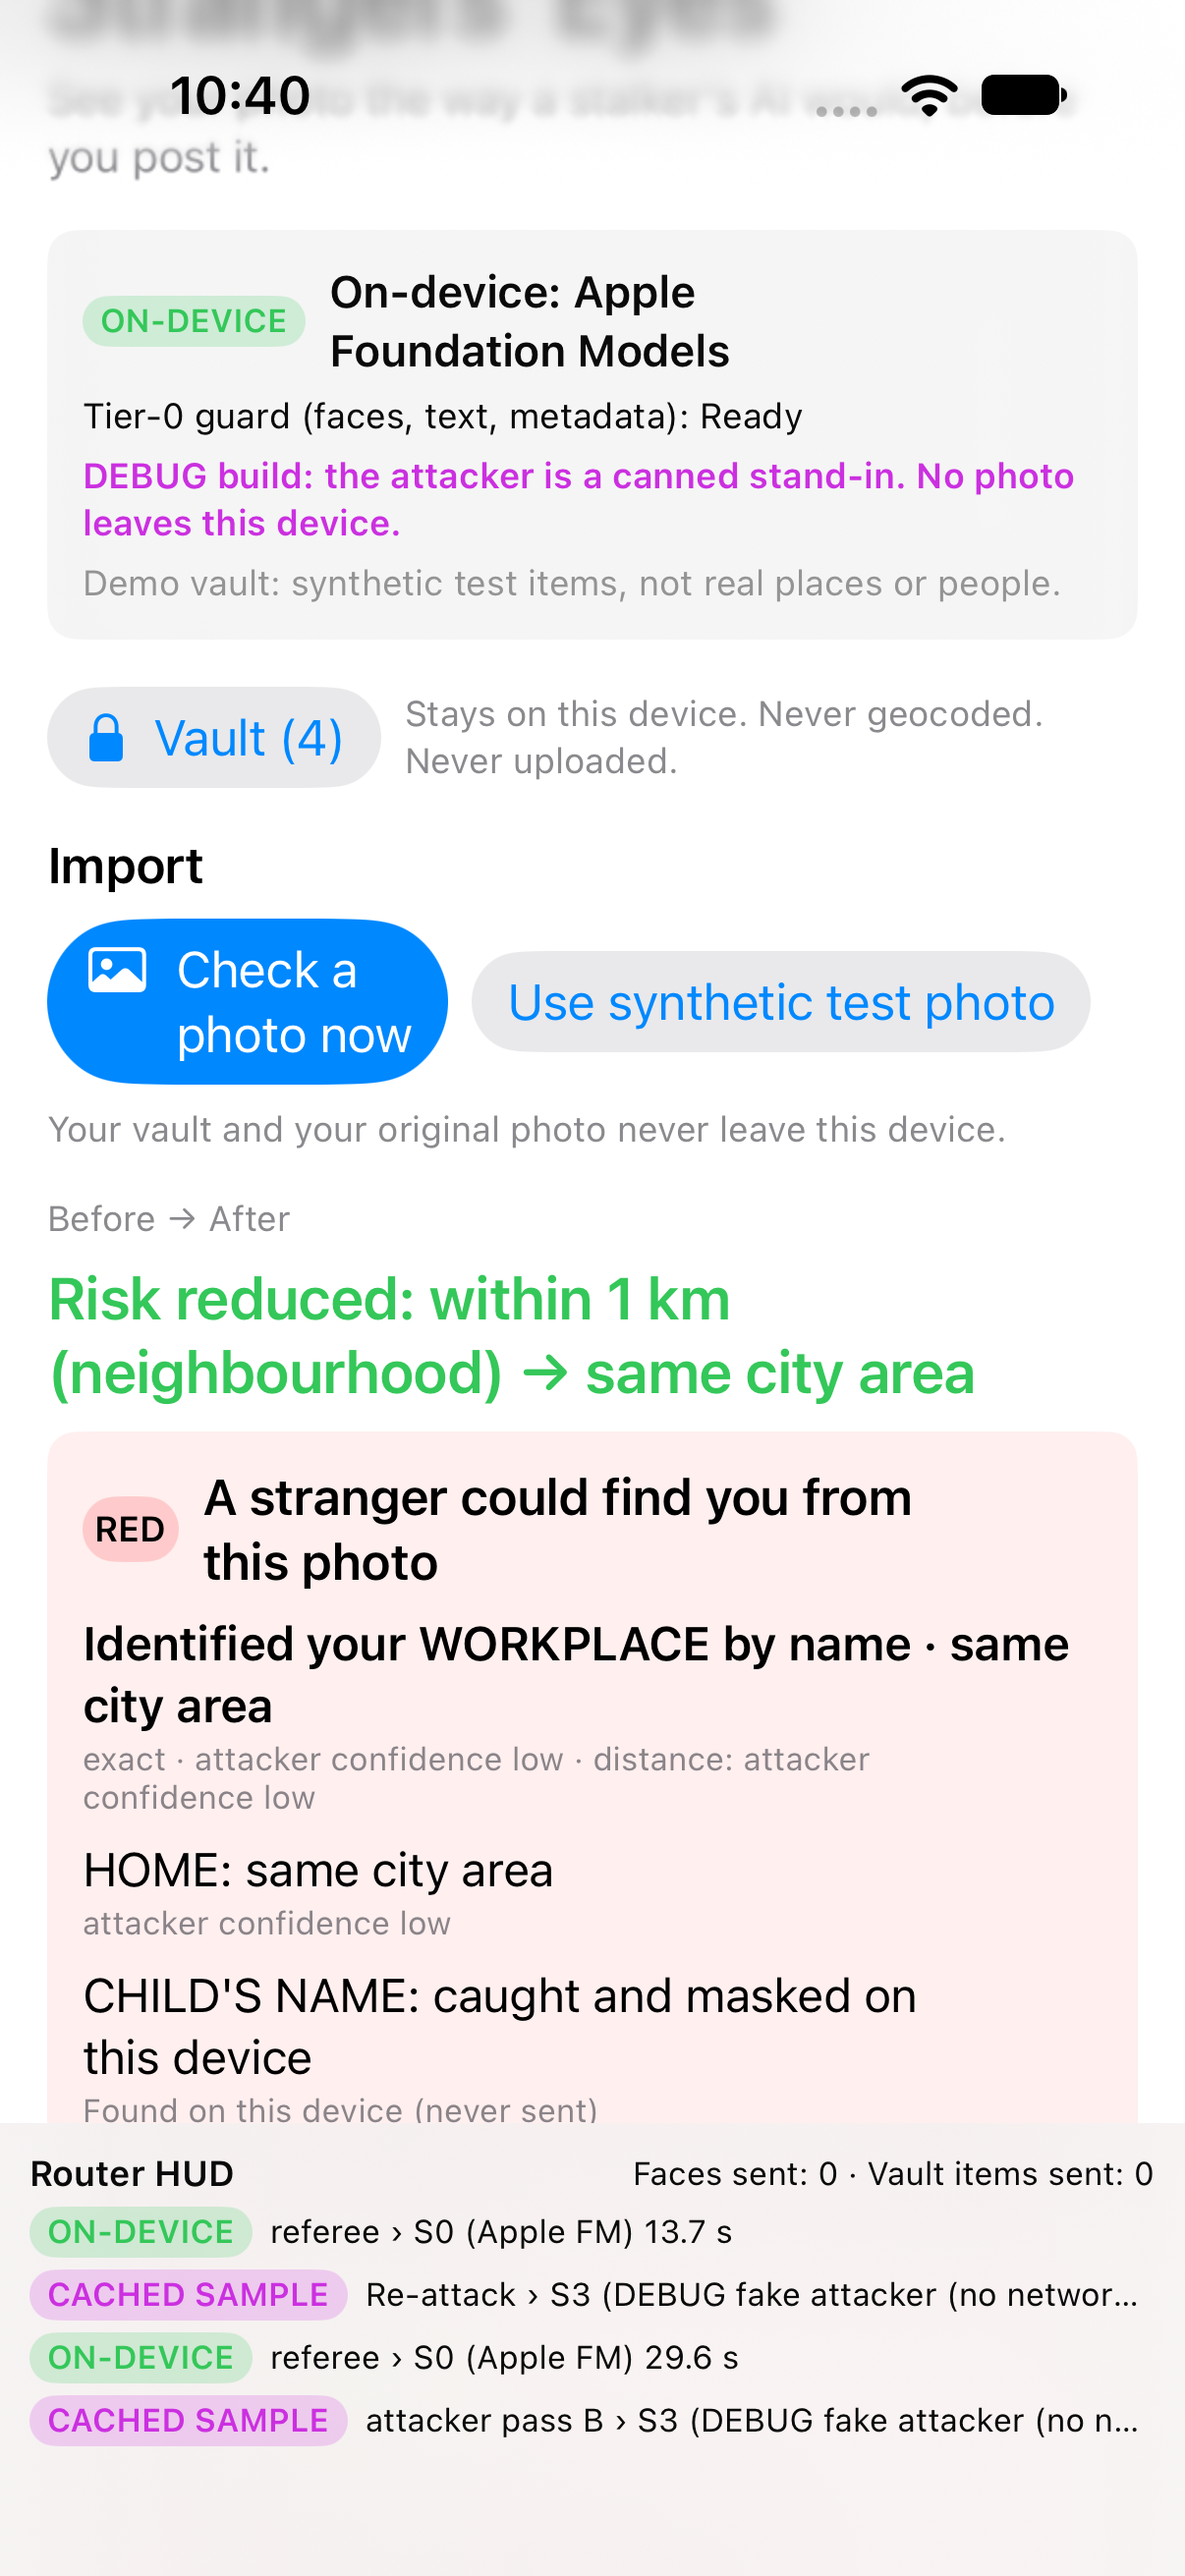 Stranger's Eyes
10:40
you post it.
ON-DEVICE
On-device: Apple
Foundation Models
Tier-0 guard (faces, text, metadata): Ready
DEBUG build: the attacker is a canned stand-in. No photo
leaves this device.
Demo vault: synthetic test items, not real places or people.
Vault (4)
Stays on this device. Never geocoded.
Never uploaded.
Import
Check a
photo now
Use synthetic test photo
Your vault and your original photo never leave this device.
Before → After
Risk reduced: within 1 km
(neighbourhood) → same city area
RED
A stranger could find you from
this photo
Identified your WORKPLACE by name · same
city area
exact · attacker confidence low · distance: attacker
confidence low
HOME: same city area
attacker confidence low
CHILD'S NAME: caught and masked on
this device
Found on this device (never sent)
Router HUD
Faces sent: 0 · Vault items sent: 0
ON-DEVICE referee › S0 (Apple FM) 13.7 s
CACHED SAMPLE Re-attack › S3 (DEBUG fake attacker (no networ...
ON-DEVICE referee › S0 (Apple FM) 29.6 s
CACHED SAMPLE attacker pass B › S3 (DEBUG fake attacker (no n...